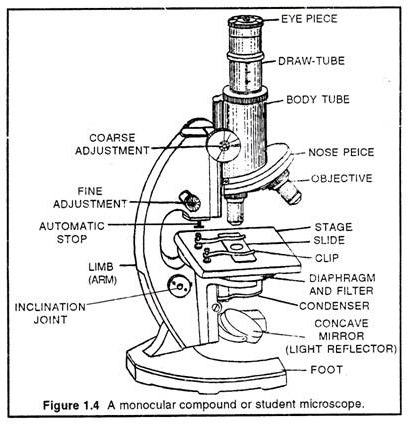 EYE PIECE
DRAW-TUBE
BODY TUBE
COARSE
ADJUSTMENT
NOSE PEICE
OBJECTIVE
FINE
ADJUSTMENT
AUTOMATIC
STOP
STAGE
SLIDE
CLIP
LIMB
(ARM)
DIAPHRAGM
AND FILTER
CONDENSER
INCLINATION
JOINT
CONCAVE
MIRROR
(LIGHT REFLECTOR)
FOOT
Figure 1.4 A monocular compound or student microscope.